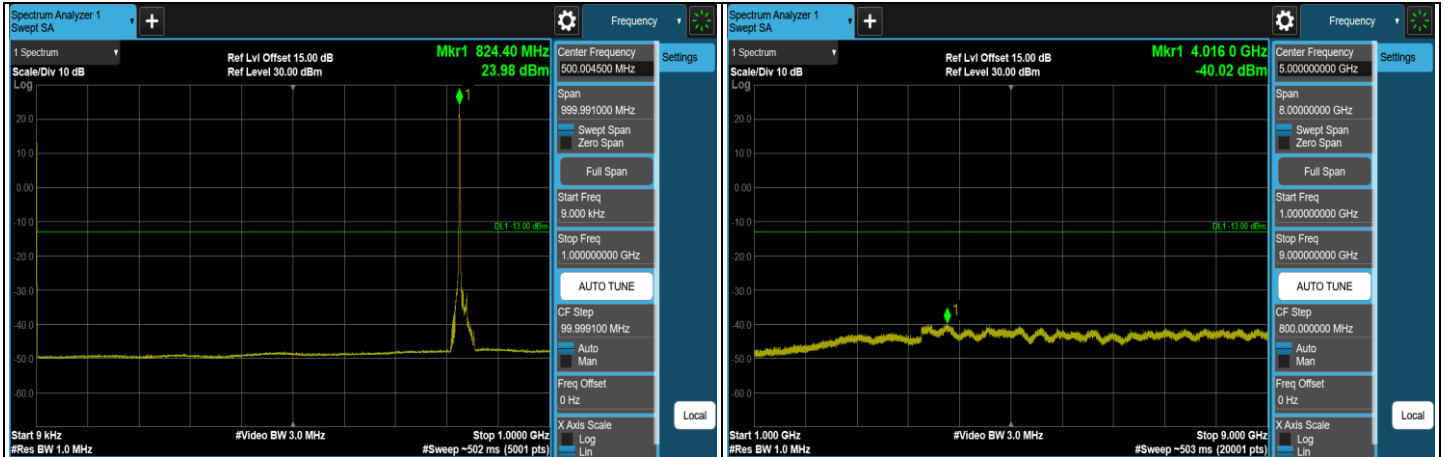 Spectrum Analyzer 1
Swept SA
+
Frequency
1 Spectrum
Scale/Div 10 dB
Log
Ref Lvl Offset 15.00 dB
Ref Level 30.00 dBm
Mkr1 824.40 MHz
23.98 dBm
1
20.0
10.0
0.00
-10.0
-20.0
-30.0
-40.0
-50.0
-60.0
DL1 -13.00 dBm
Start 9 kHz
#Res BW 1.0 MHz
#Video BW 3.0 MHz
Stop 1.0000 GHz
#Sweep ~502 ms (5001 pts)
Center Frequency
500.004500 MHz
Span
999.991000 MHz
Swept Span
Zero Span
Full Span
Start Freq
9.000 kHz
Stop Freq
1.000000000 GHz
AUTO TUNE
CF Step
99.999100 MHz
Auto
Man
Freq Offset
0 Hz
X Axis Scale
Log
Lin
Settings
Local
Spectrum Analyzer 1
Swept SA
+
Frequency
1 Spectrum
Scale/Div 10 dB
Log
Ref Lvl Offset 15.00 dB
Ref Level 30.00 dBm
Mkr1 4.016 0 GHz
-40.02 dBm
1
20.0
10.0
0.00
-10.0
-20.0
-30.0
-40.0
-50.0
-60.0
DL1 -13.00 dBm
Start 1.000 GHz
#Res BW 1.0 MHz
#Video BW 3.0 MHz
Stop 9.000 GHz
#Sweep ~503 ms (20001 pts)
Center Frequency
5.000000000 GHz
Span
8.00000000 GHz
Swept Span
Zero Span
Full Span
Start Freq
1.000000000 GHz
Stop Freq
9.000000000 GHz
AUTO TUNE
CF Step
800.000000 MHz
Auto
Man
Freq Offset
0 Hz
X Axis Scale
Log
Lin
Settings
Local